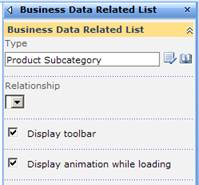 Business Data Related List
Business Data Related List
Type
Product Subcategory
Relationship
Display toolbar
Display animation while loading